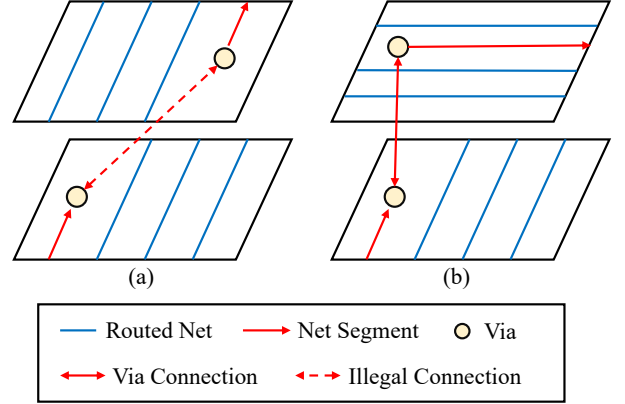 (a) (b)
Routed Net Net Segment Via
Via Connection Illegal Connection